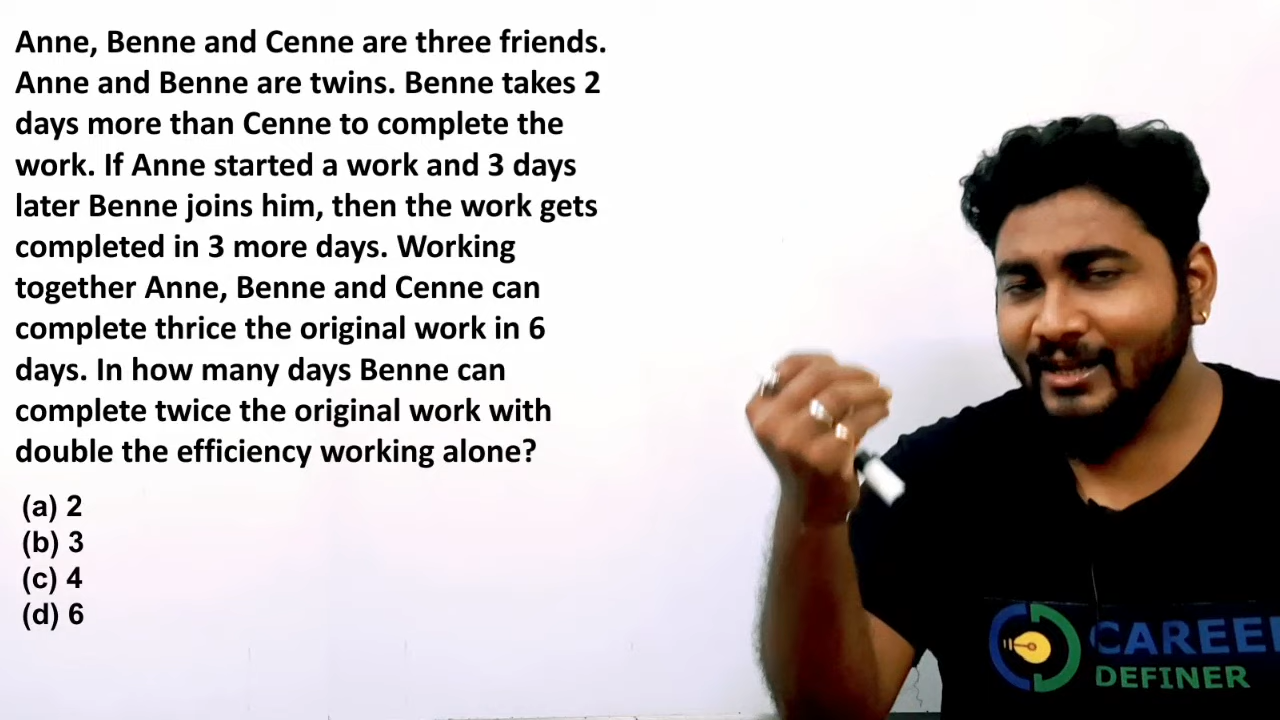 Anne, Benne and Cenne are three friends.
Anne and Benne are twins. Benne takes 2
days more than Cenne to complete the
work. If Anne started a work and 3 days
later Benne joins him, then the work gets
completed in 3 more days. Working
together Anne, Benne and Cenne can
complete thrice the original work in 6
days. In how many days Benne can
complete twice the original work with
double the efficiency working alone?
(a) 2
(b) 3
(c) 4
(d) 6
CAREE
DEFINER